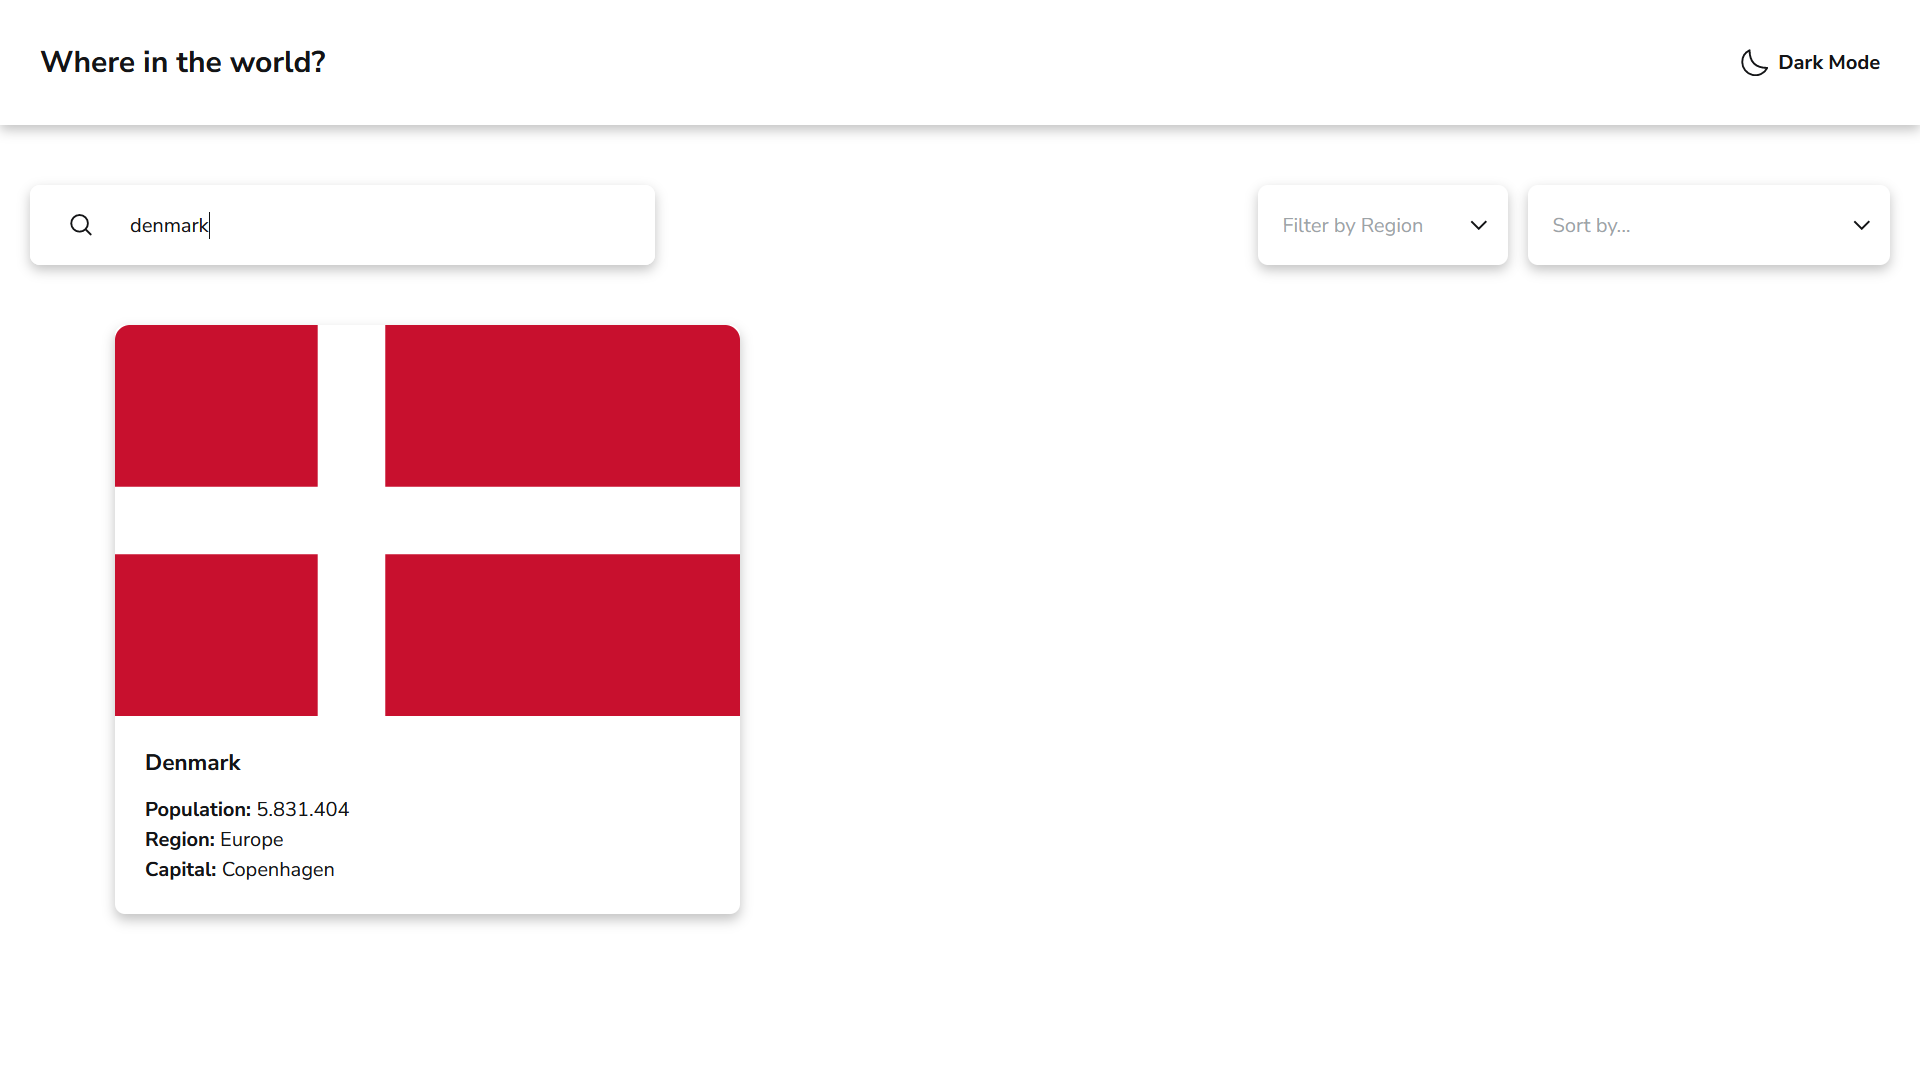 Where in the world?
Dark Mode
denmark
Filter by Region
Sort by...
Denmark
Population: 5.831.404
Region: Europe
Capital: Copenhagen